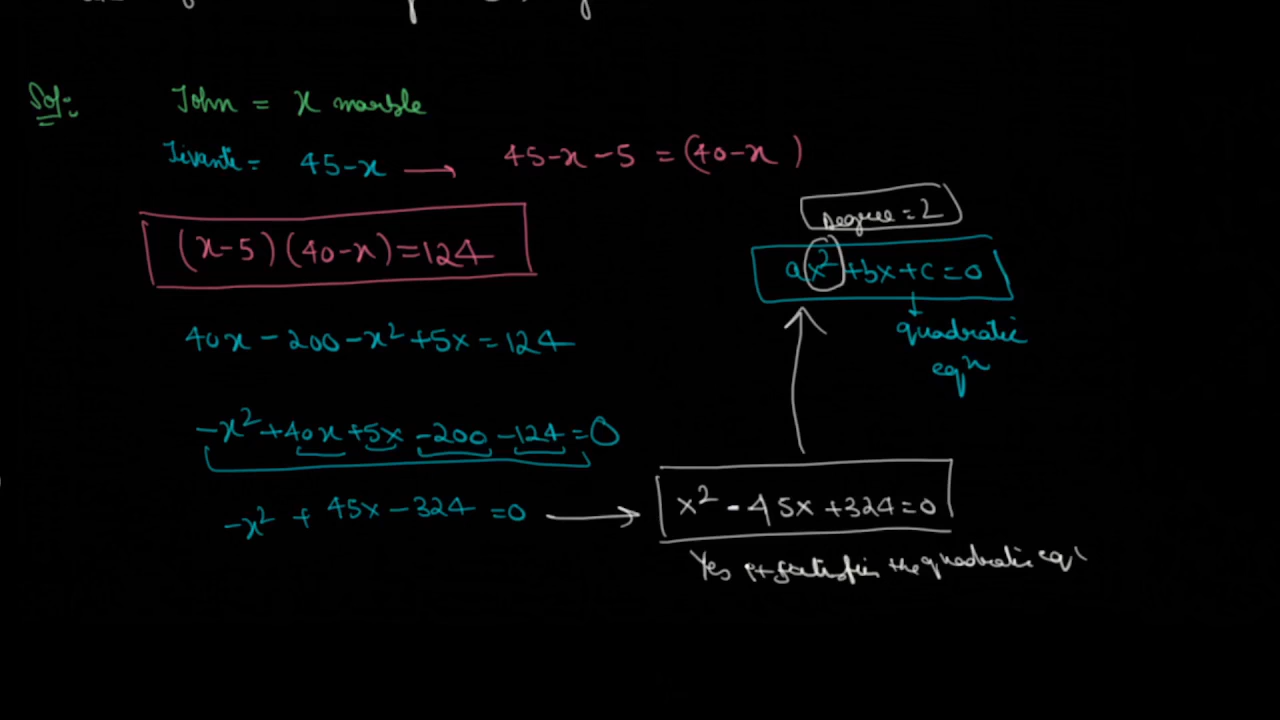 Sol:
John = x marble
Jivanti = 45-x → 45-x-5 = (40-x)
(x-5)(40-x)=124
Degree = 2
ax²+bx+c=0
quadratic
eqⁿ
40x-200-x²+5x=124
-x²+40x+5x-200-124=0
-x²+45x-324=0 → x²-45x+324=0
Yes it satisfies the quadratic eqⁿ